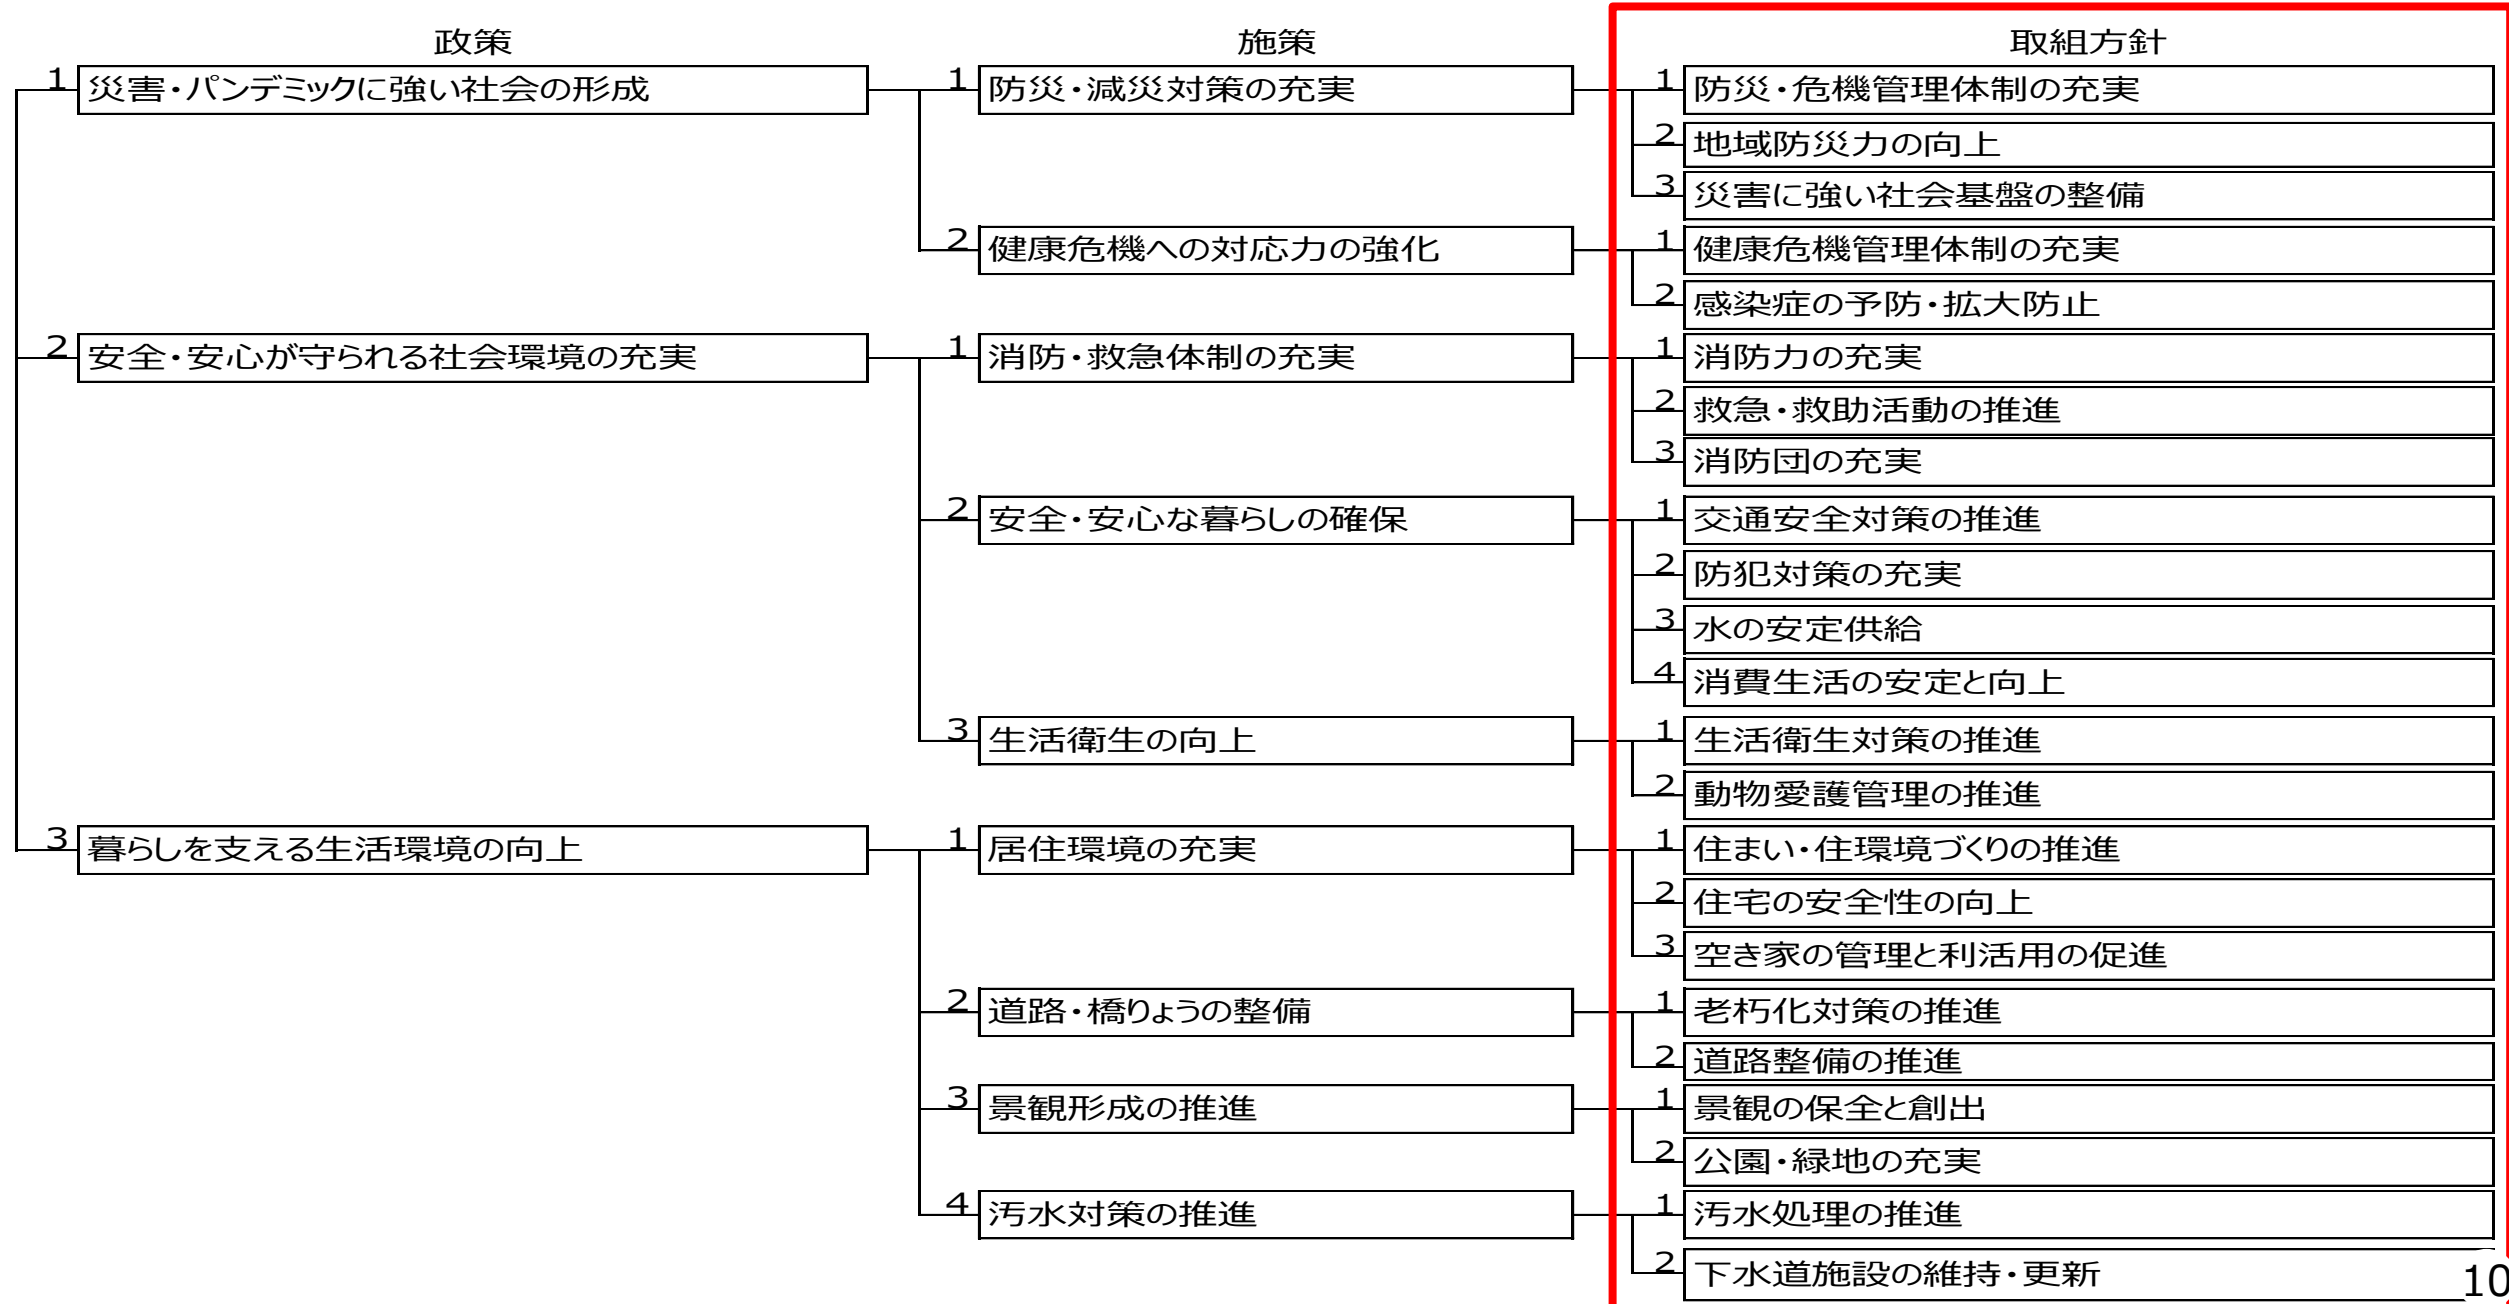 政策 施策 取組方針
1 災害・パンデミックに強い社会の形成 1 防災・減災対策の充実 1 防災・危機管理体制の充実
2 地域防災力の向上
3 災害に強い社会基盤の整備
2 健康危機への対応力の強化 1 健康危機管理体制の充実
2 感染症の予防・拡大防止
2 安全・安心が守られる社会環境の充実 1 消防・救急体制の充実 1 消防力の充実
2 救急・救助活動の推進
3 消防団の充実
2 安全・安心な暮らしの確保 1 交通安全対策の推進
2 防犯対策の充実
3 水の安定供給
4 消費生活の安定と向上
3 生活衛生の向上 1 生活衛生対策の推進
2 動物愛護管理の推進
3 暮らしを支える生活環境の向上 1 居住環境の充実 1 住まい・住環境づくりの推進
2 住宅の安全性の向上
3 空き家の管理と利活用の促進
2 道路・橋りょうの整備 1 老朽化対策の推進
2 道路整備の推進
3 景観形成の推進 1 景観の保全と創出
2 公園・緑地の充実
4 汚水対策の推進 1 汚水処理の推進
2 下水道施設の維持・更新
10